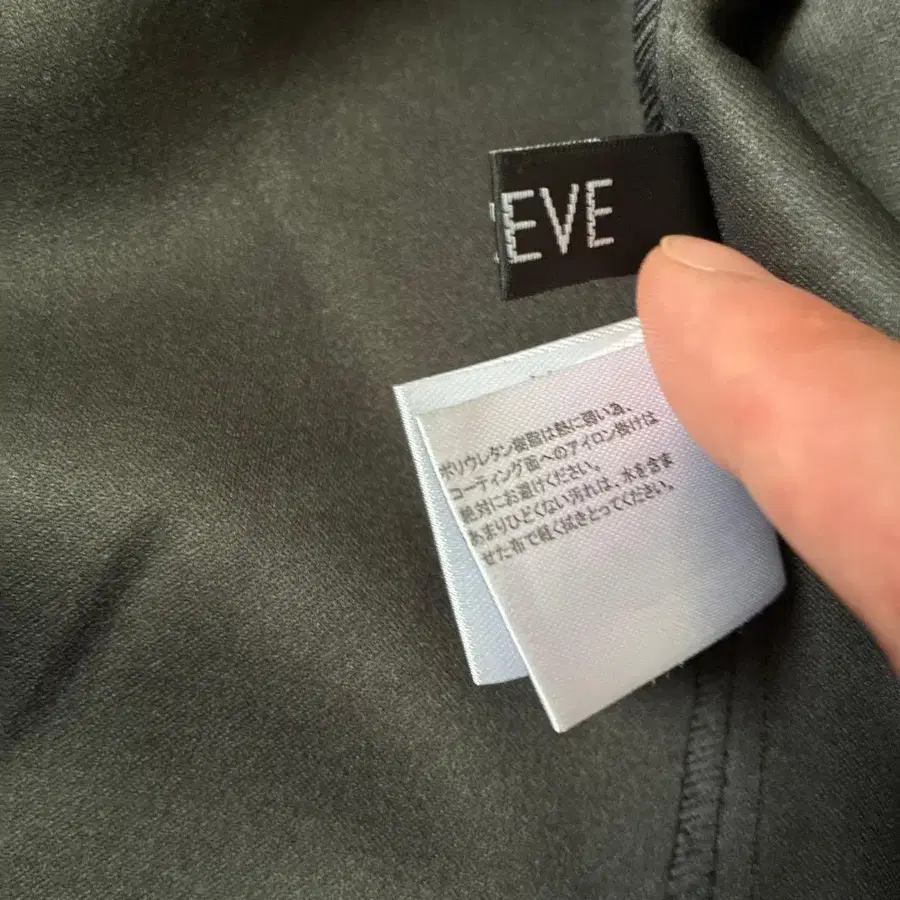 EVE
ポリウレタン樹脂は熱に弱い為、
コーティング面へのアイロン掛けは
絶対にお避けください。
あまりひどくない汚れは、水を含ま
せた布で軽く拭きとってください。